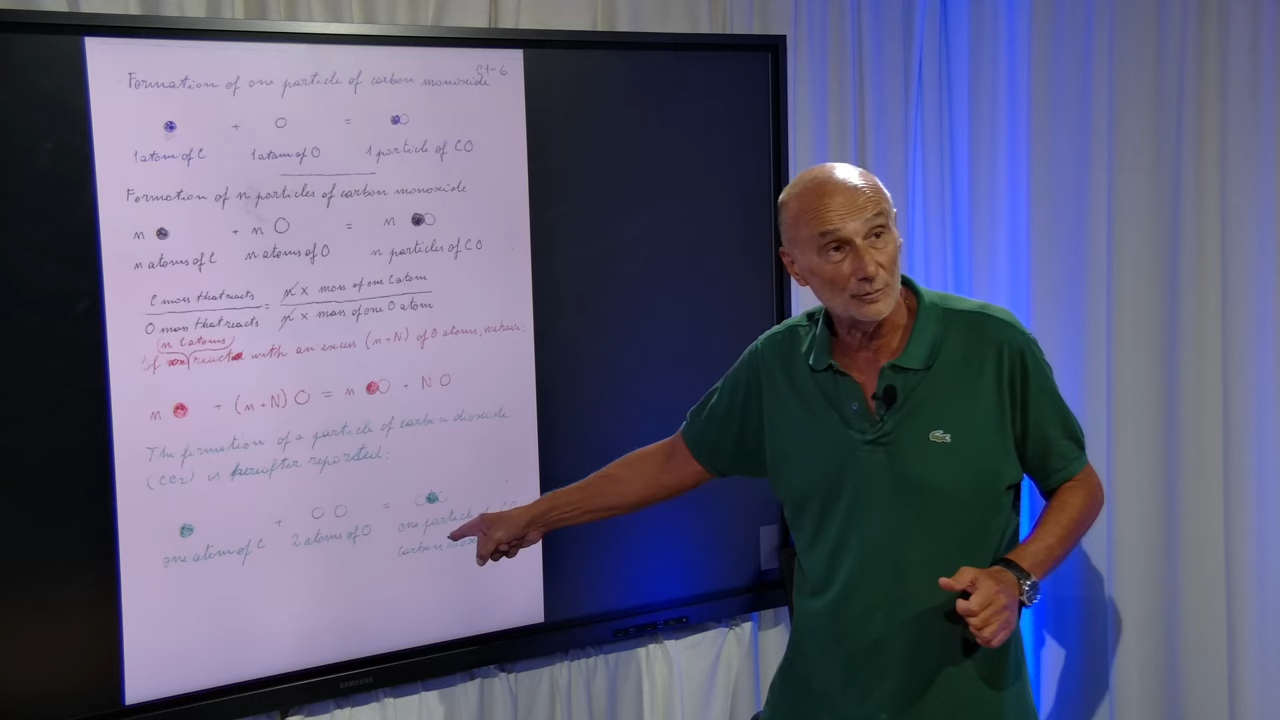 C1-6
Formation of one particle of carbon monoxide
+ O =
1 atom of C 1 atom of O 1 particle of CO
Formation of n particles of carbon monoxide
n + n O = n
n atoms of C n atoms of O n particles of CO
C mass that reacts = n x mass of one C atom
O mass that reacts n x mass of one O atom
n C atoms
If react with an excess (n+N) of O atoms, we have:
n + (n+N) O = n + N O
The formation of a particle of carbon dioxide
(CO2) is hereafter reported:
+ O O =
one atom of C 2 atoms of O one particle of
carbon
SAMSUNG